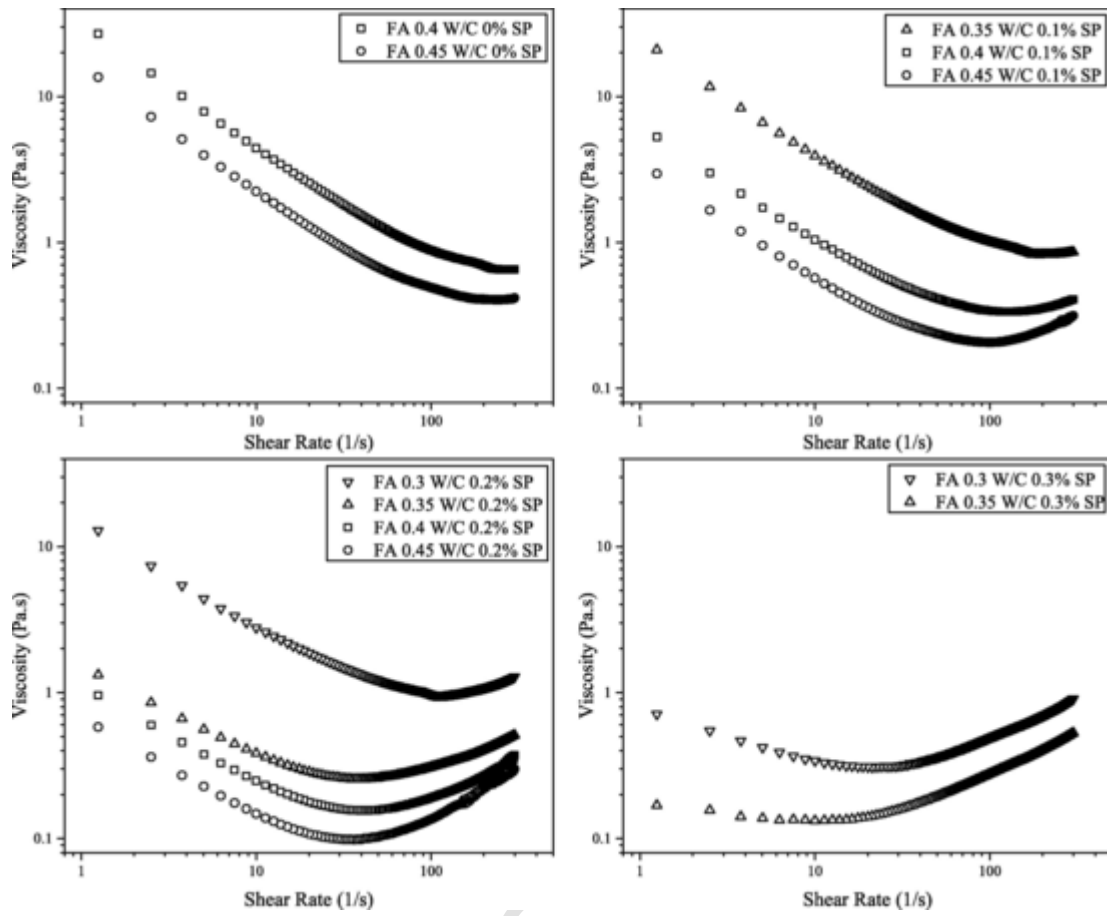 FA 0.4 W/C 0% SP
FA 0.45 W/C 0% SP
10
1
0.1
Viscosity (Pa.s)
1 10 100
Shear Rate (1/s)
FA 0.35 W/C 0.1% SP
FA 0.4 W/C 0.1% SP
FA 0.45 W/C 0.1% SP
10
1
0.1
Viscosity (Pa.s)
1 10 100
Shear Rate (1/s)
FA 0.3 W/C 0.2% SP
FA 0.35 W/C 0.2% SP
FA 0.4 W/C 0.2% SP
FA 0.45 W/C 0.2% SP
10
1
0.1
Viscosity (Pa.s)
1 10 100
Shear Rate (1/s)
FA 0.3 W/C 0.3% SP
FA 0.35 W/C 0.3% SP
10
1
0.1
Viscosity (Pa.s)
1 10 100
Shear Rate (1/s)